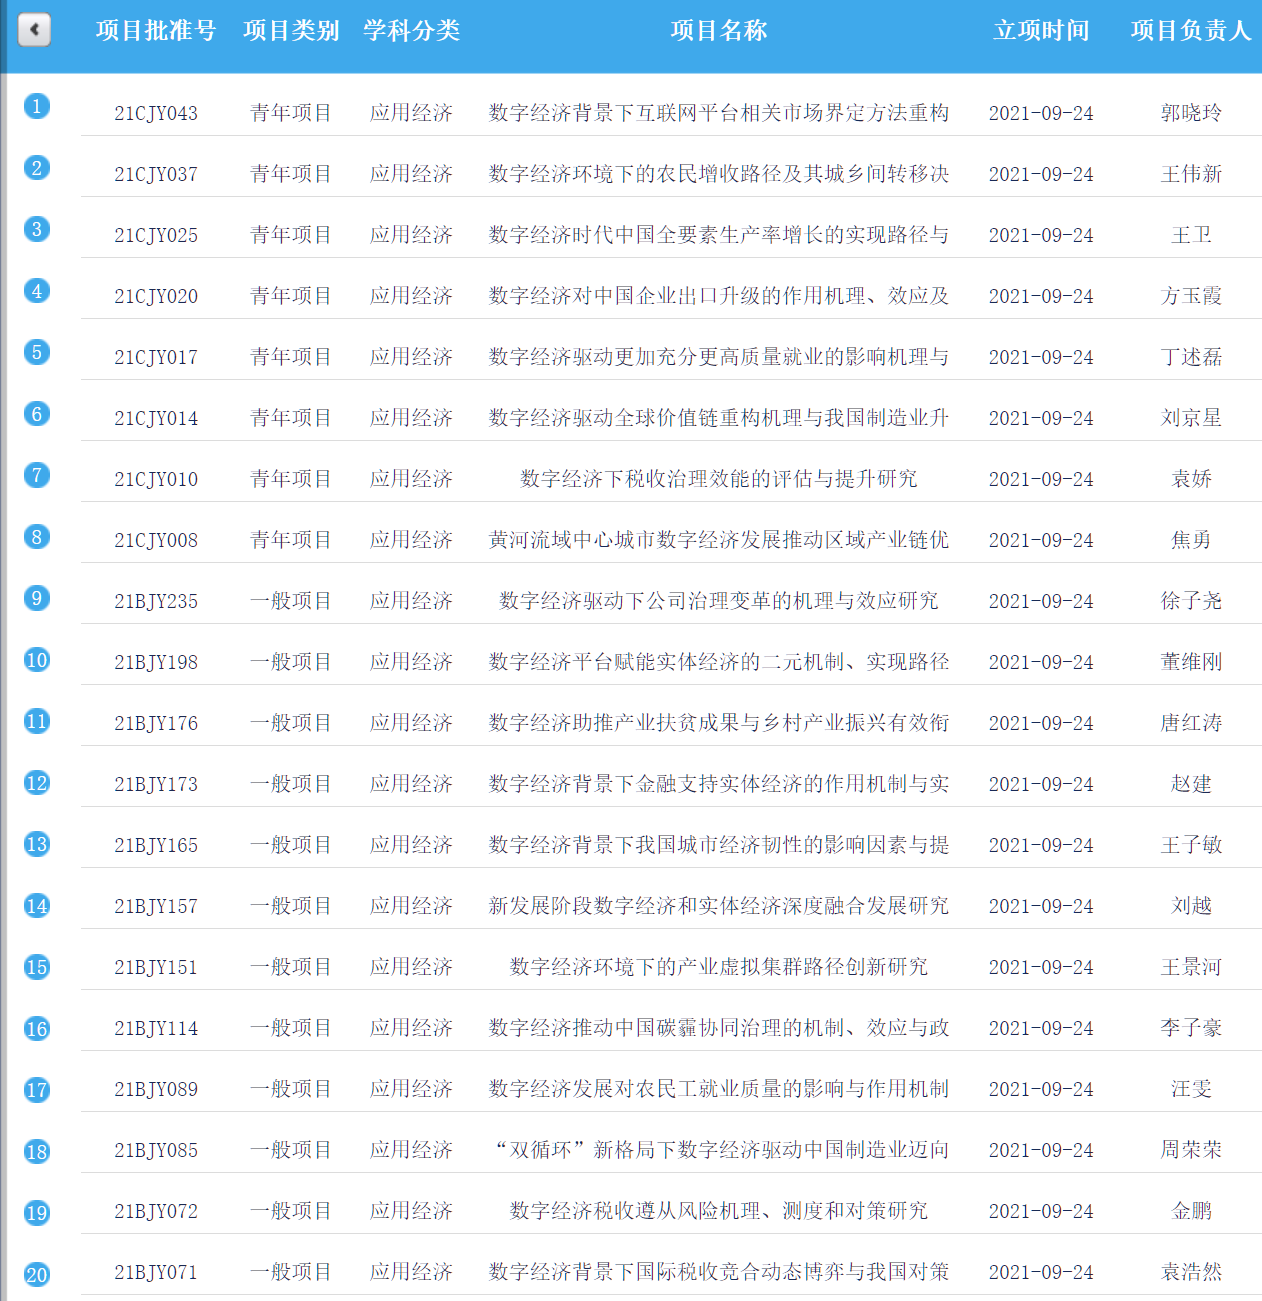 项目批准号 项目类别 学科分类 项目名称 立项时间 项目负责人
1 21CJY043 青年项目 应用经济 数字经济背景下互联网平台相关市场界定方法重构 2021-09-24 郭晓玲
2 21CJY037 青年项目 应用经济 数字经济环境下的农民增收路径及其城乡间转移决 2021-09-24 王伟新
3 21CJY025 青年项目 应用经济 数字经济时代中国全要素生产率增长的实现路径与 2021-09-24 王卫
4 21CJY020 青年项目 应用经济 数字经济对中国企业出口升级的作用机理、效应及 2021-09-24 方玉霞
5 21CJY017 青年项目 应用经济 数字经济驱动更加充分更高质量就业的影响机理与 2021-09-24 丁述磊
6 21CJY014 青年项目 应用经济 数字经济驱动全球价值链重构机理与我国制造业升 2021-09-24 刘京星
7 21CJY010 青年项目 应用经济 数字经济下税收治理效能的评估与提升研究 2021-09-24 袁娇
8 21CJY008 青年项目 应用经济 黄河流域中心城市数字经济发展推动区域产业链优 2021-09-24 焦勇
9 21BJY235 一般项目 应用经济 数字经济驱动下公司治理变革的机理与效应研究 2021-09-24 徐子尧
10 21BJY198 一般项目 应用经济 数字经济平台赋能实体经济的二元机制、实现路径 2021-09-24 董维刚
11 21BJY176 一般项目 应用经济 数字经济助推产业扶贫成果与乡村产业振兴有效衔 2021-09-24 唐红涛
12 21BJY173 一般项目 应用经济 数字经济背景下金融支持实体经济的作用机制与实 2021-09-24 赵建
13 21BJY165 一般项目 应用经济 数字经济背景下我国城市经济韧性的影响因素与提 2021-09-24 王子敏
14 21BJY157 一般项目 应用经济 新发展阶段数字经济和实体经济深度融合发展研究 2021-09-24 刘越
15 21BJY151 一般项目 应用经济 数字经济环境下的产业虚拟集群路径创新研究 2021-09-24 王景河
16 21BJY114 一般项目 应用经济 数字经济推动中国碳霾协同治理的机制、效应与政 2021-09-24 李子豪
17 21BJY089 一般项目 应用经济 数字经济发展对农民工就业质量的影响与作用机制 2021-09-24 汪雯
18 21BJY085 一般项目 应用经济 “双循环”新格局下数字经济驱动中国制造业迈向 2021-09-24 周荣荣
19 21BJY072 一般项目 应用经济 数字经济税收遵从风险机理、测度和对策研究 2021-09-24 金鹏
20 21BJY071 一般项目 应用经济 数字经济背景下国际税收竞合动态博弈与我国对策 2021-09-24 袁浩然